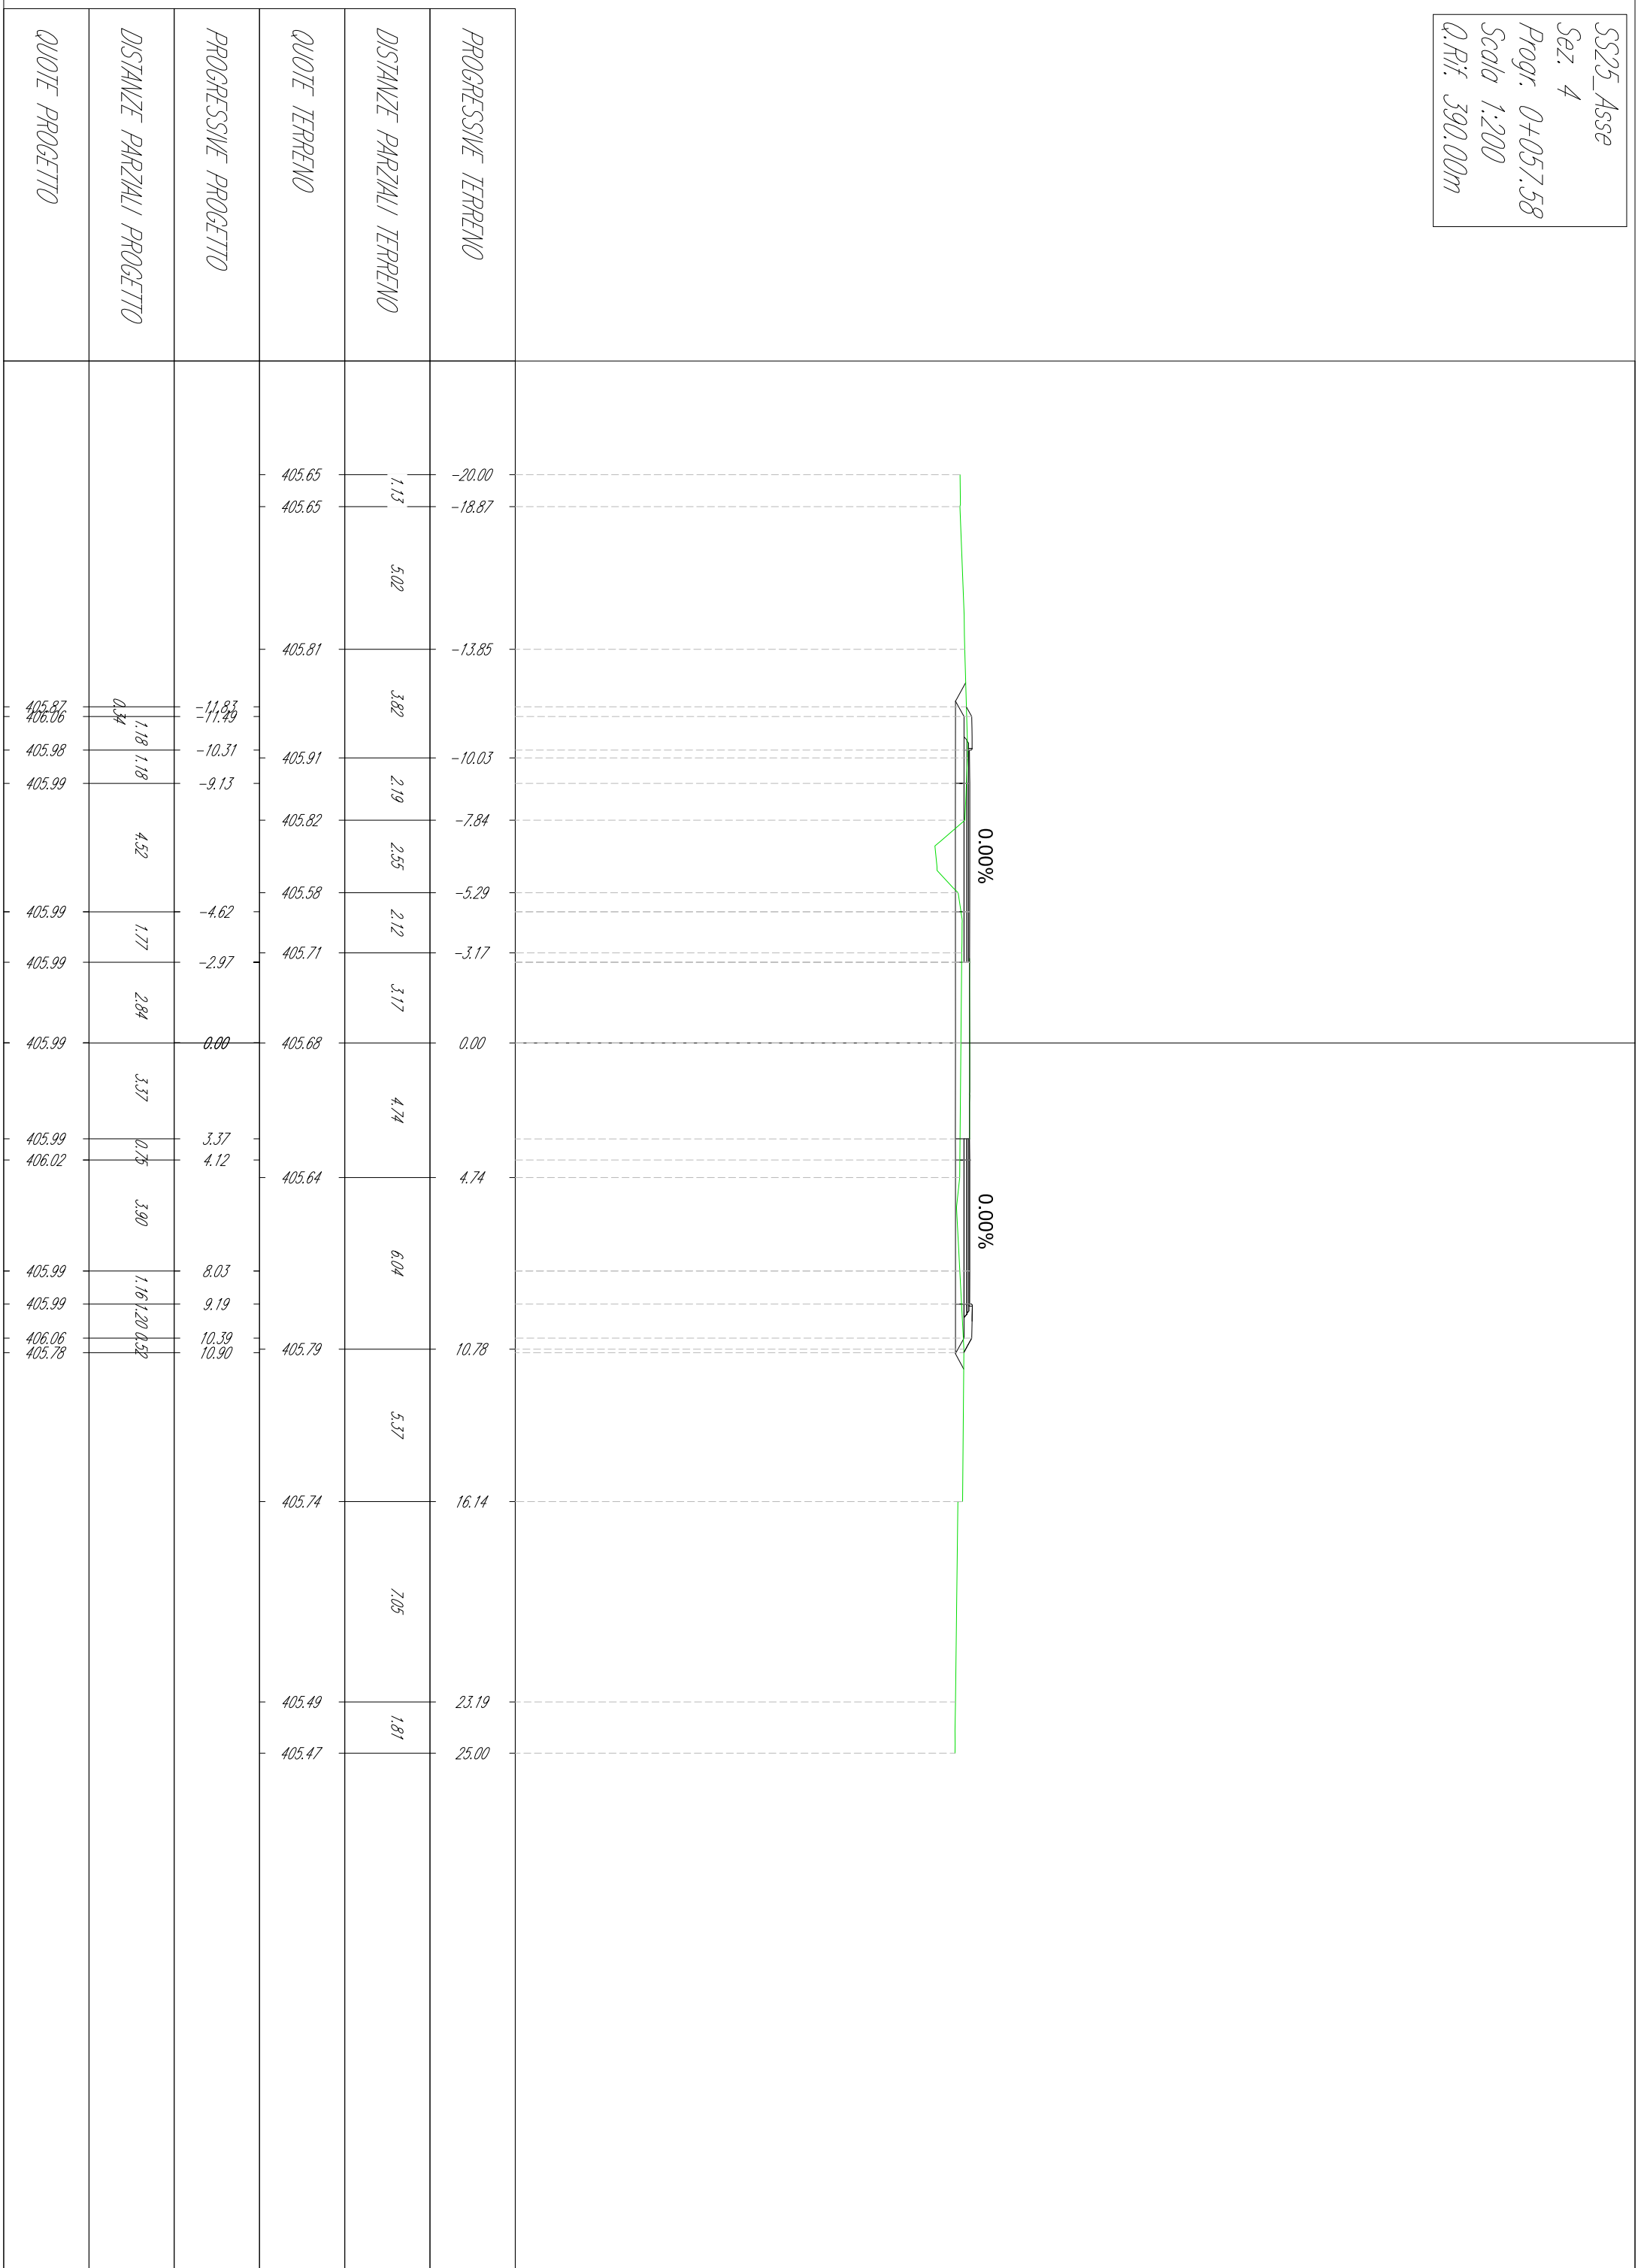 SS25_Asse
Sez. 4
Progr. 0+057.58
Scala 1:200
Q.Rif. 390.00m
0.00% 0.00%
PROGRESSIVE TERRENO -20.00 -18.87 -13.85 -10.03 -7.84 -5.29 -3.17 0.00 4.74 10.78 16.14 23.19 25.00
DISTANZE PARZIALI TERRENO 1.13 5.02 3.82 2.19 2.55 2.12 3.17 4.74 6.04 5.37 7.05 1.81
QUOTE TERRENO 405.65 405.65 405.81 405.91 405.82 405.58 405.71 405.68 405.64 405.79 405.74 405.49 405.47
PROGRESSIVE PROGETTO -11.83 -11.49 -10.31 -9.13 -4.62 -2.97 0.00 3.37 4.12 8.03 9.19 10.39 10.90
DISTANZE PARZIALI PROGETTO 0.34 1.18 1.18 4.52 1.77 2.84 3.37 0.75 3.90 1.16 1.20 0.52
QUOTE PROGETTO 405.87 406.06 405.98 405.99 405.99 405.99 405.99 405.99 406.02 405.99 405.99 406.06 405.78